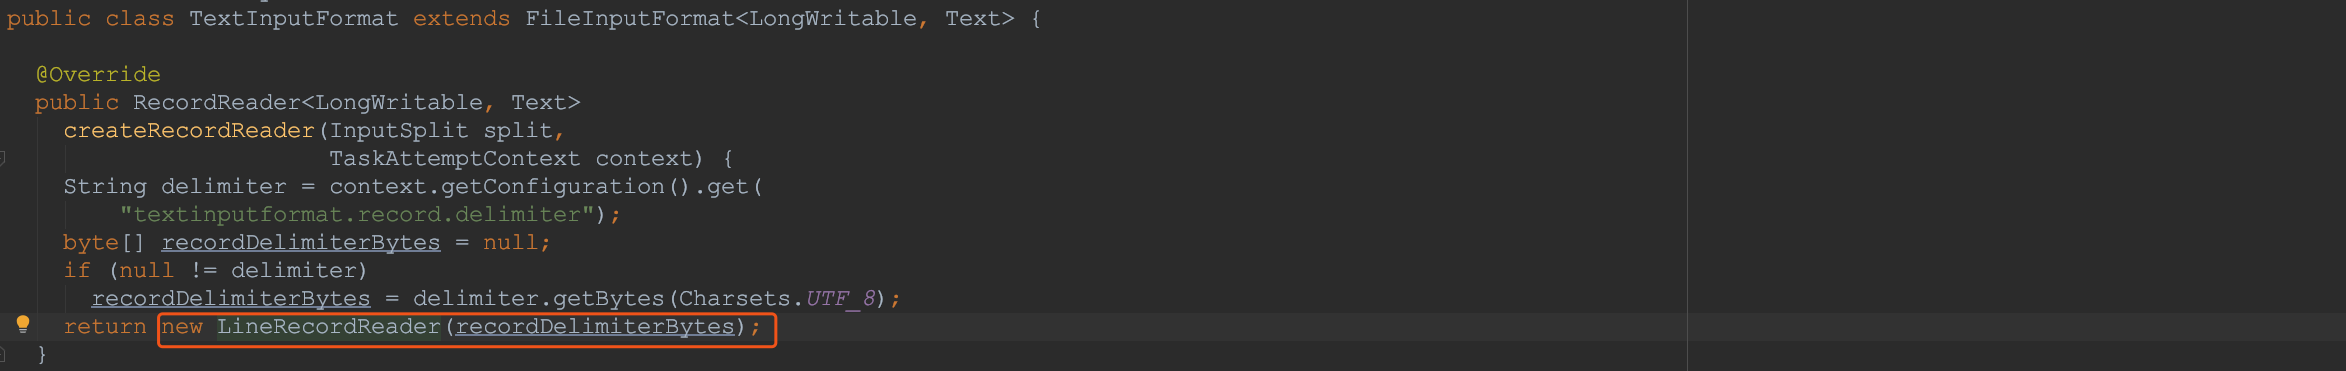 public class TextInputFormat extends FileInputFormat<LongWritable, Text> {
@Override
public RecordReader<LongWritable, Text>
createRecordReader(InputSplit split,
TaskAttemptContext context) {
String delimiter = context.getConfiguration().get(
"textinputformat.record.delimiter");
byte[] recordDelimiterBytes = null;
if (null != delimiter)
recordDelimiterBytes = delimiter.getBytes(Charsets.UTF_8);
return new LineRecordReader(recordDelimiterBytes);
}